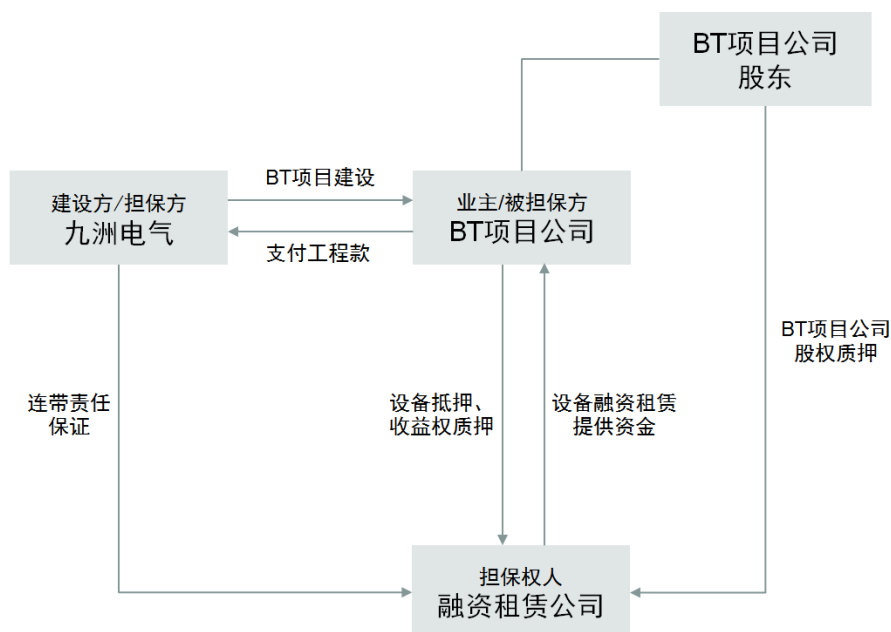 BT项目公司
股东
建设方/担保方
九洲电气
BT项目建设
支付工程款
业主/被担保方
BT项目公司
BT项目公司
股权质押
连带责任
保证
设备抵押、
收益权质押
设备融资租赁
提供资金
担保权人
融资租赁公司